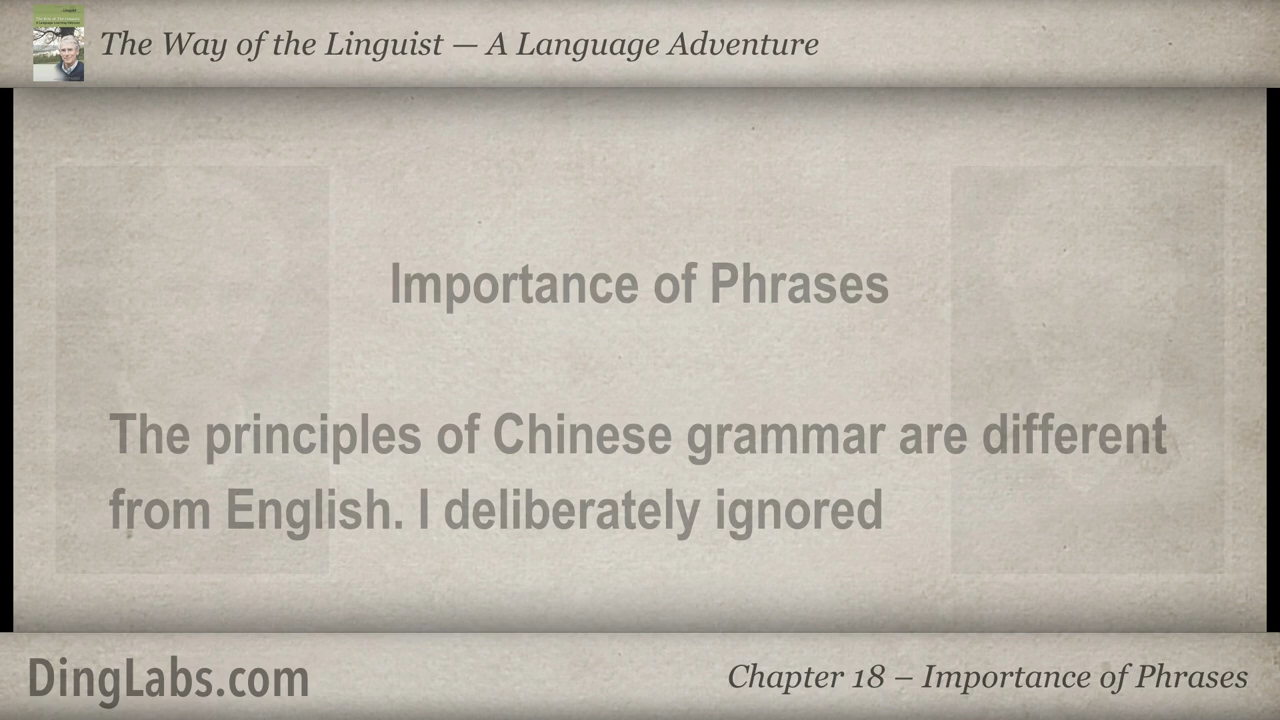 The Way of the Linguist — A Language Adventure
Importance of Phrases
The principles of Chinese grammar are different
from English. I deliberately ignored
DingLabs.com
Chapter 18 – Importance of Phrases